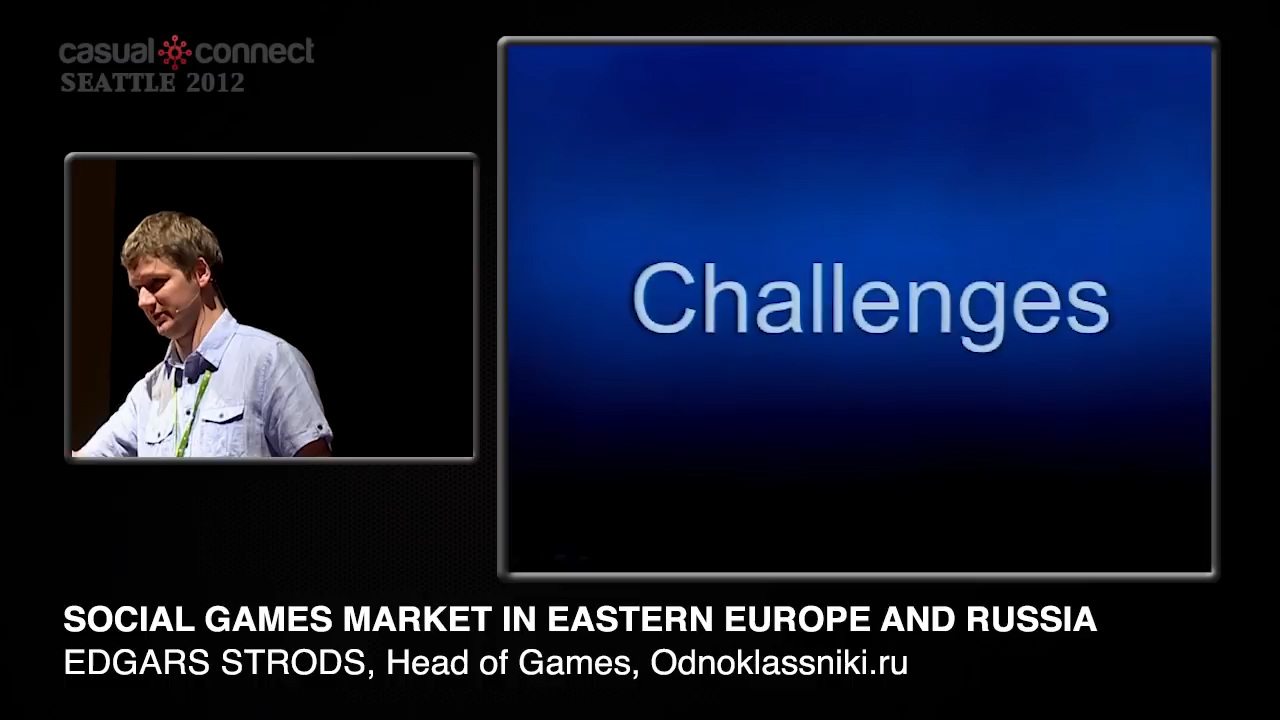 casual connect
SEATTLE 2012
Challenges
SOCIAL GAMES MARKET IN EASTERN EUROPE AND RUSSIA
EDGARS STRODS, Head of Games, Odnoklassniki.ru